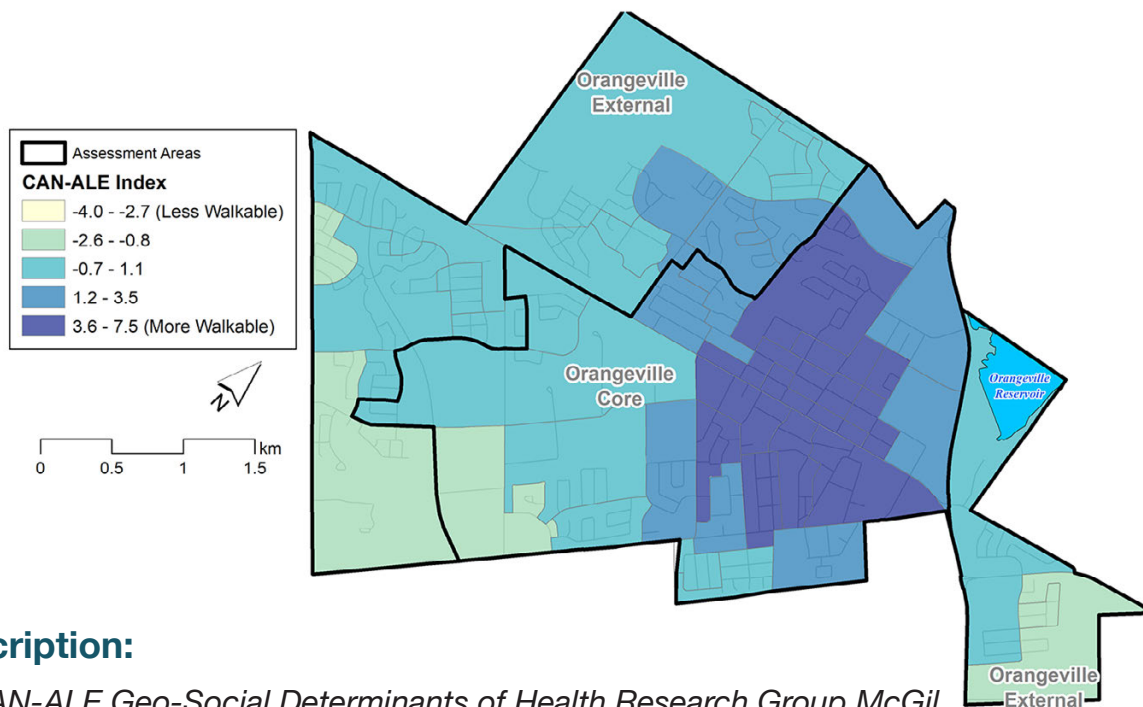 Orangeville
External
Assessment Areas
CAN-ALE Index
-4.0 - -2.7 (Less Walkable)
-2.6 - -0.8
-0.7 - 1.1
1.2 - 3.5
3.6 - 7.5 (More Walkable)
N
0 0.5 1 1.5 km
Orangeville
Core
Orangeville
Reservoir
Orangeville
External
cription:
AN-ALE Geo-Social Determinants of Health Research Group McGil